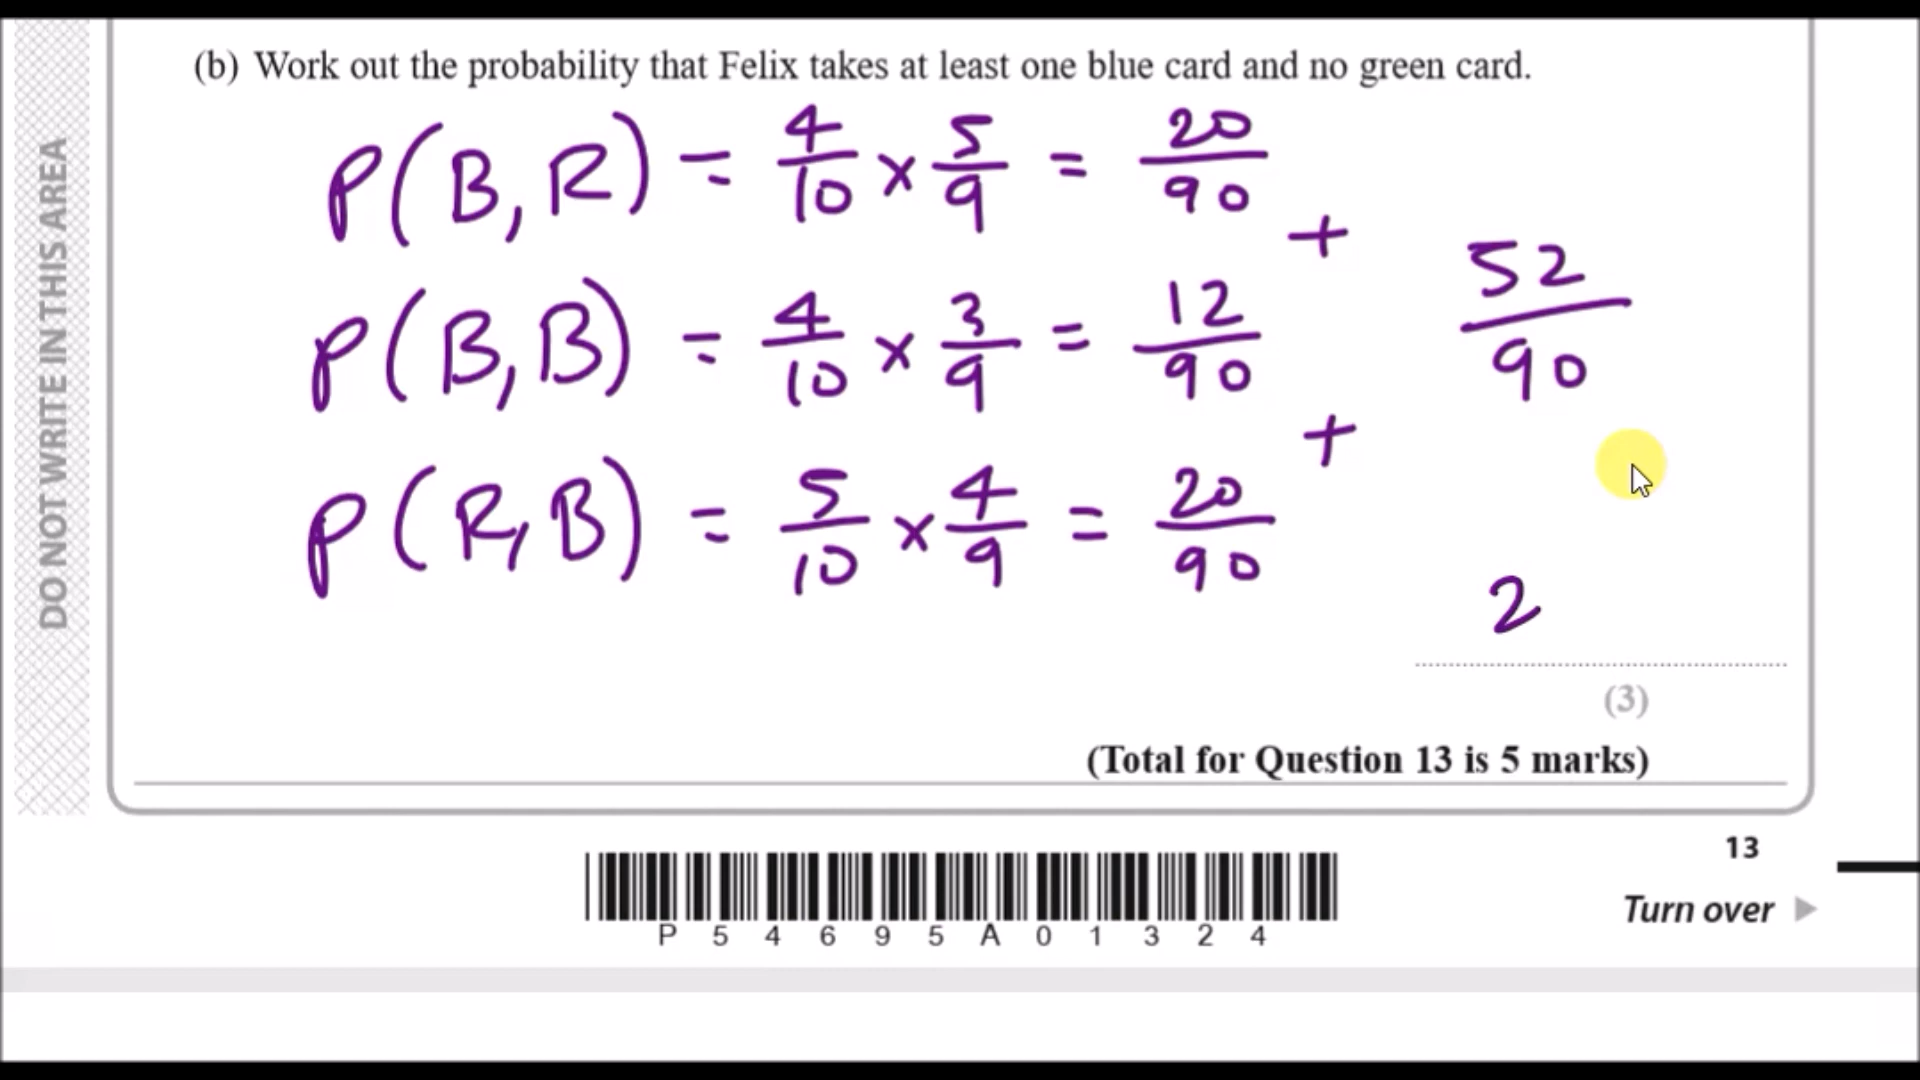 (b) Work out the probability that Felix takes at least one blue card and no green card.
P(B,R) = 4/10 × 5/9 = 20/90
+
P(B,B) = 4/10 × 3/9 = 12/90
52/90
+
P(R,B) = 5/10 × 4/9 = 20/90
2
(3)
(Total for Question 13 is 5 marks)
DO NOT WRITE IN THIS AREA
13
Turn over
P 5 4 6 9 5 A 0 1 3 2 4